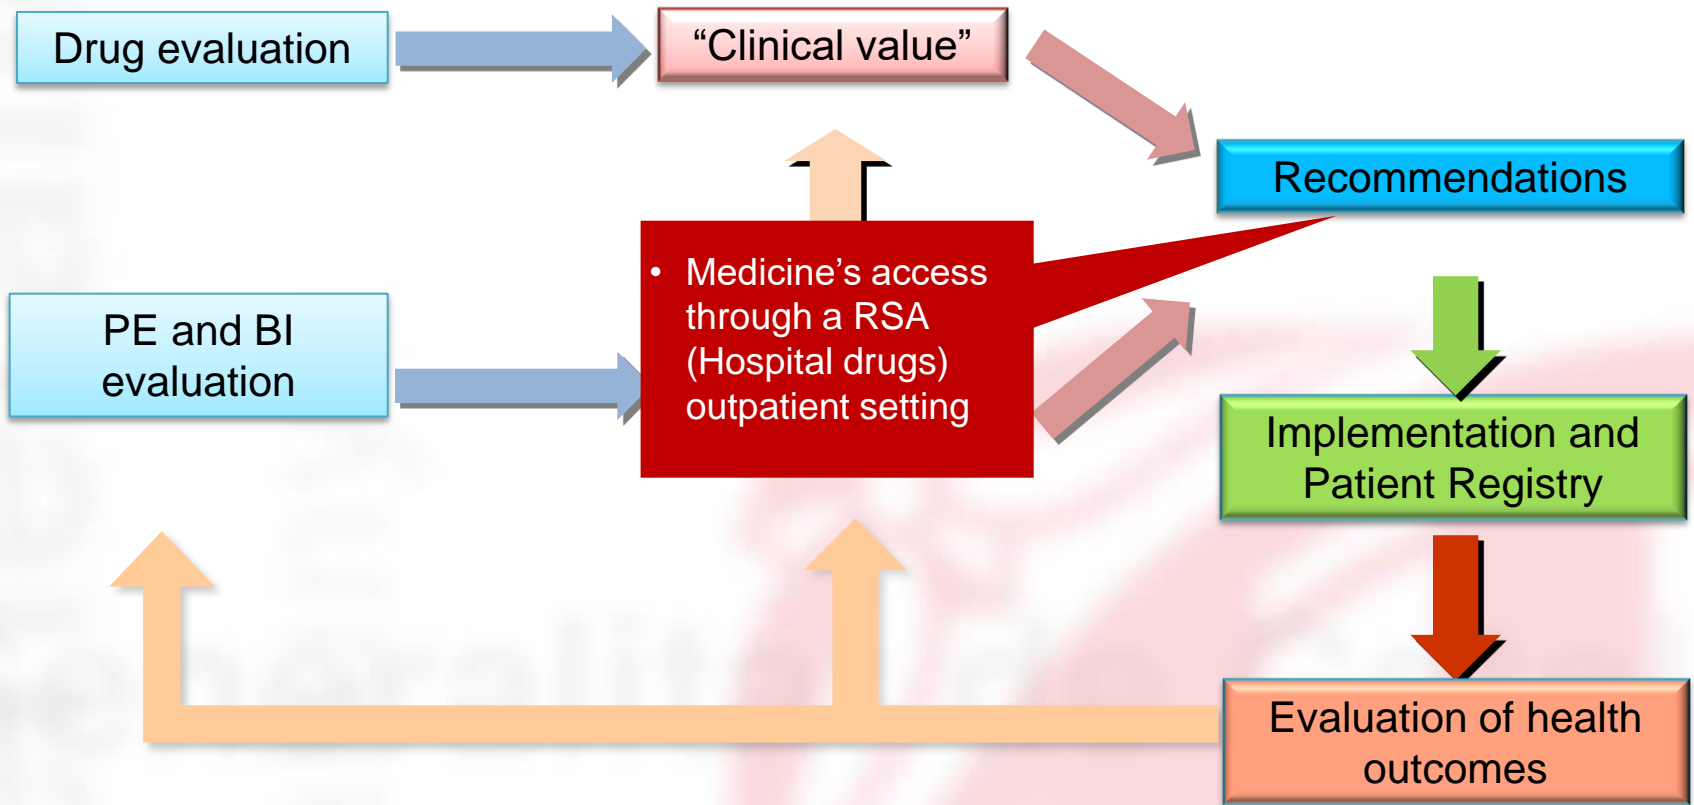 Drug evaluation
“Clinical value”
Recommendations
• Medicine’s access
through a RSA
(Hospital drugs)
outpatient setting
PE and BI
evaluation
Implementation and
Patient Registry
Evaluation of health
outcomes